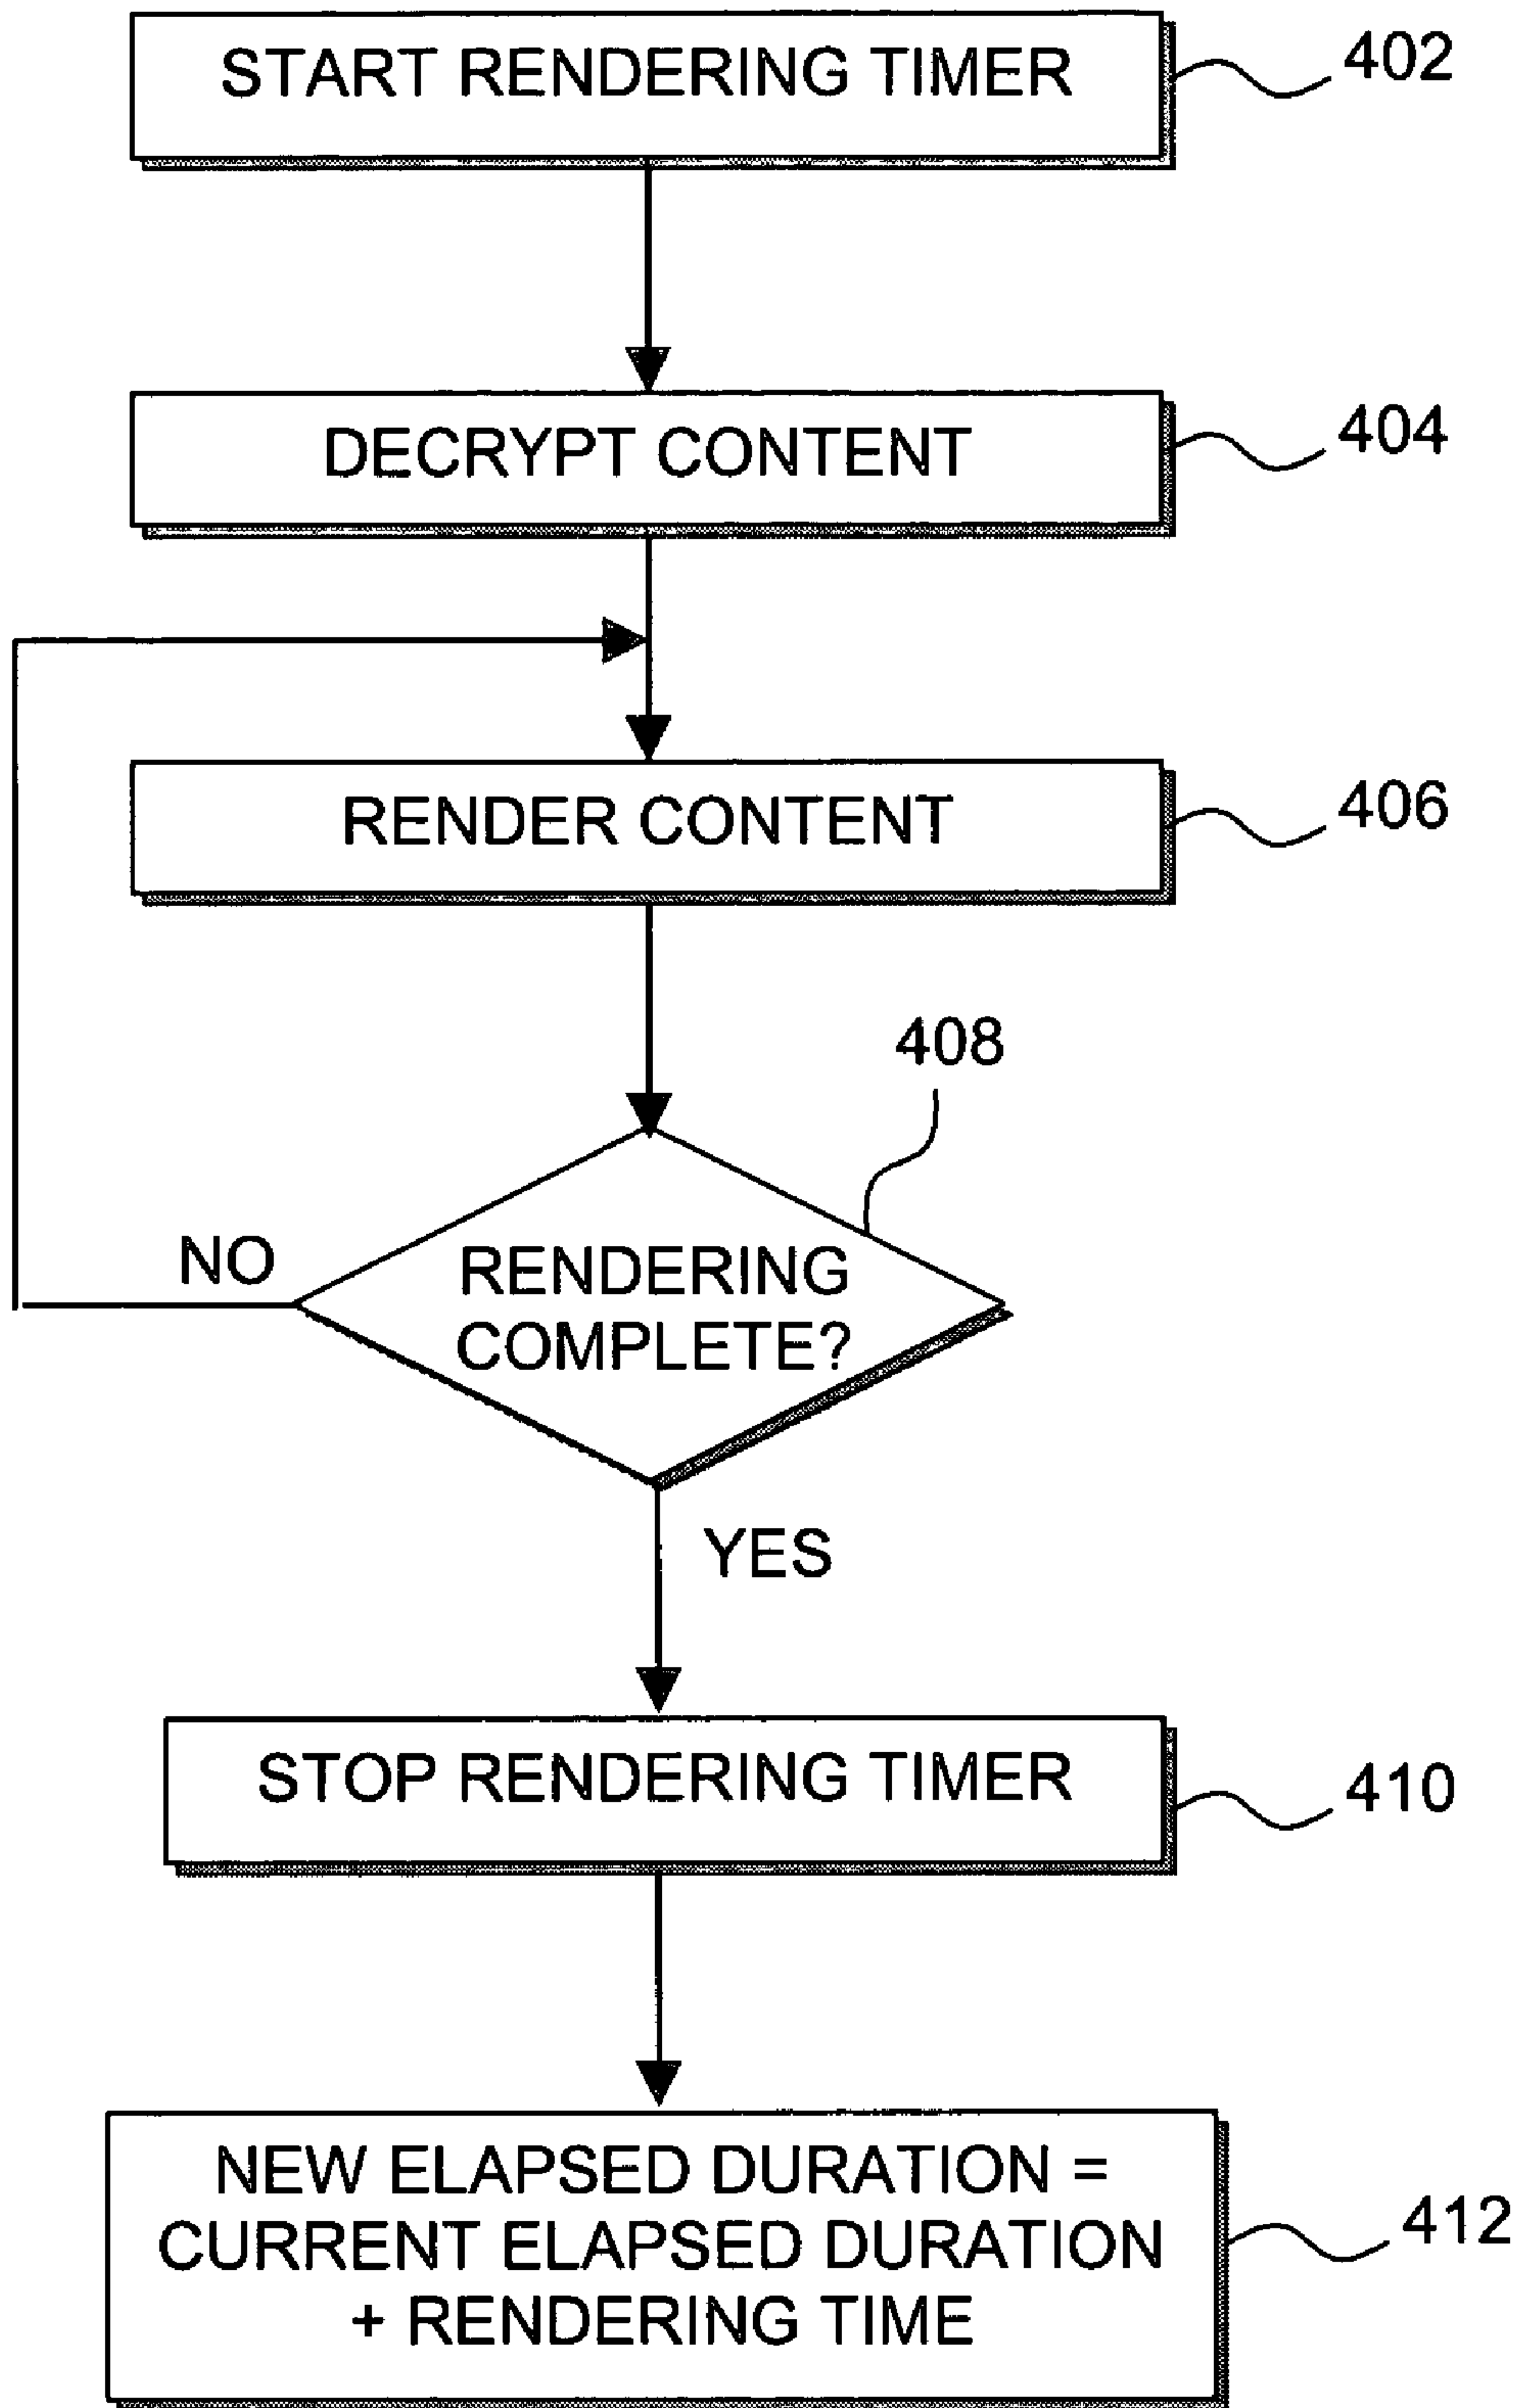 START RENDERING TIMER
402
DECRYPT CONTENT
404
RENDER CONTENT
406
408
NO
RENDERING
COMPLETE?
YES
STOP RENDERING TIMER
410
NEW ELAPSED DURATION =
CURRENT ELAPSED DURATION
+ RENDERING TIME
412